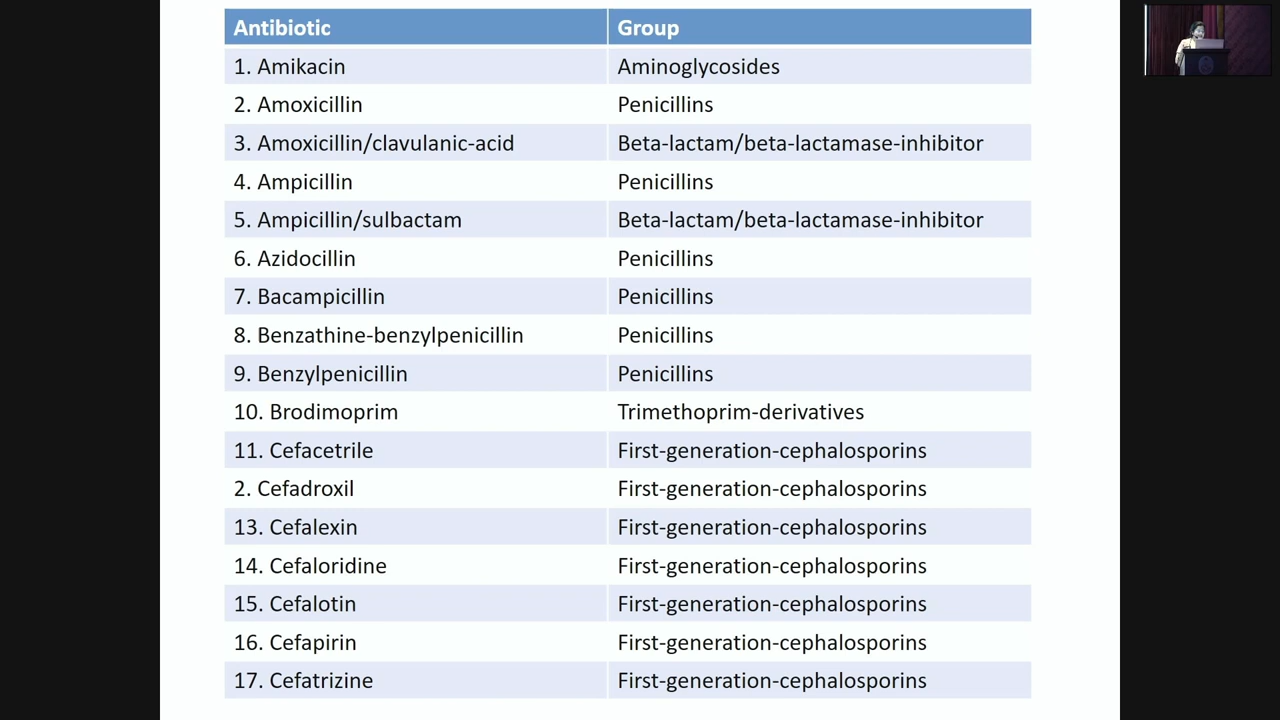 Antibiotic Group
1. Amikacin Aminoglycosides
2. Amoxicillin Penicillins
3. Amoxicillin/clavulanic-acid Beta-lactam/beta-lactamase-inhibitor
4. Ampicillin Penicillins
5. Ampicillin/sulbactam Beta-lactam/beta-lactamase-inhibitor
6. Azidocillin Penicillins
7. Bacampicillin Penicillins
8. Benzathine-benzylpenicillin Penicillins
9. Benzylpenicillin Penicillins
10. Brodimoprim Trimethoprim-derivatives
11. Cefacetrile First-generation-cephalosporins
2. Cefadroxil First-generation-cephalosporins
13. Cefalexin First-generation-cephalosporins
14. Cefaloridine First-generation-cephalosporins
15. Cefalotin First-generation-cephalosporins
16. Cefapirin First-generation-cephalosporins
17. Cefatrizine First-generation-cephalosporins